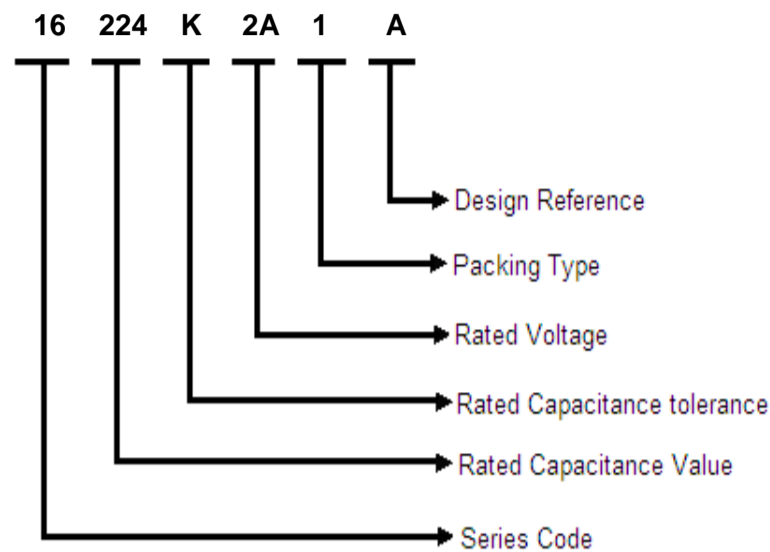 16 224 K 2A 1 A
Design Reference
Packing Type
Rated Voltage
Rated Capacitance tolerance
Rated Capacitance Value
Series Code